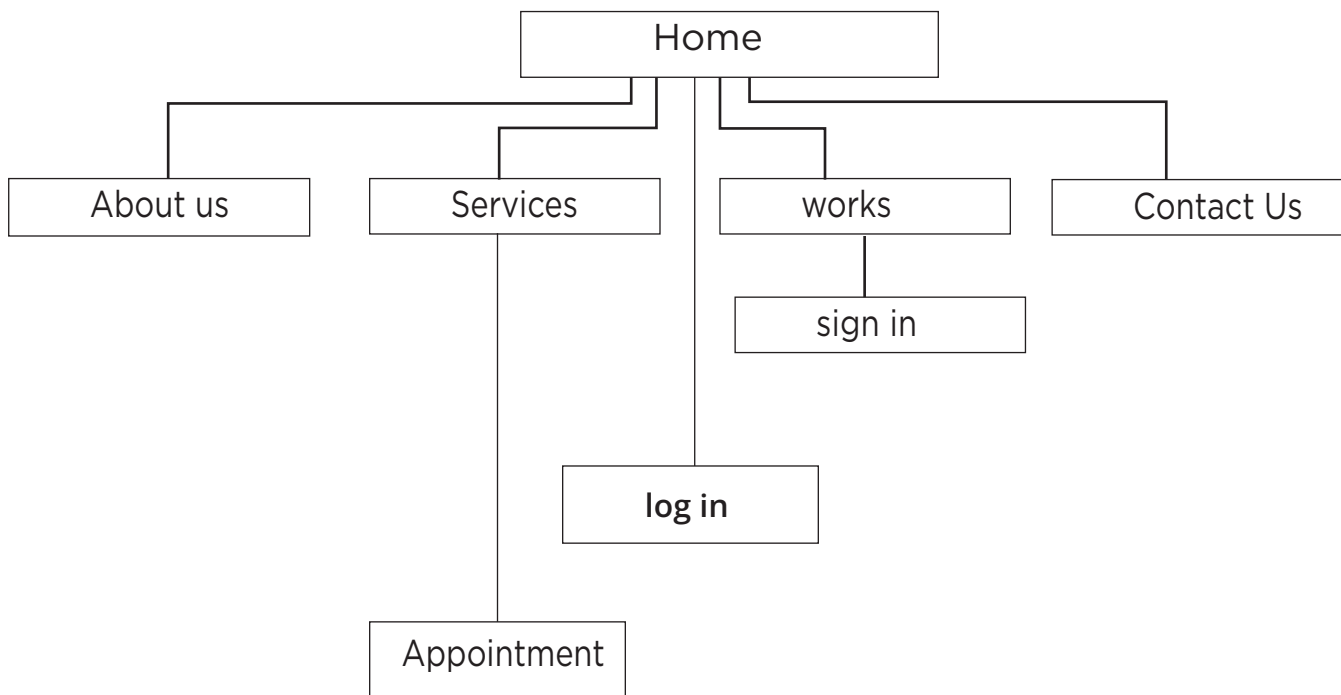 Home
About us
Services
works
Contact Us
sign in
log in
Appointment